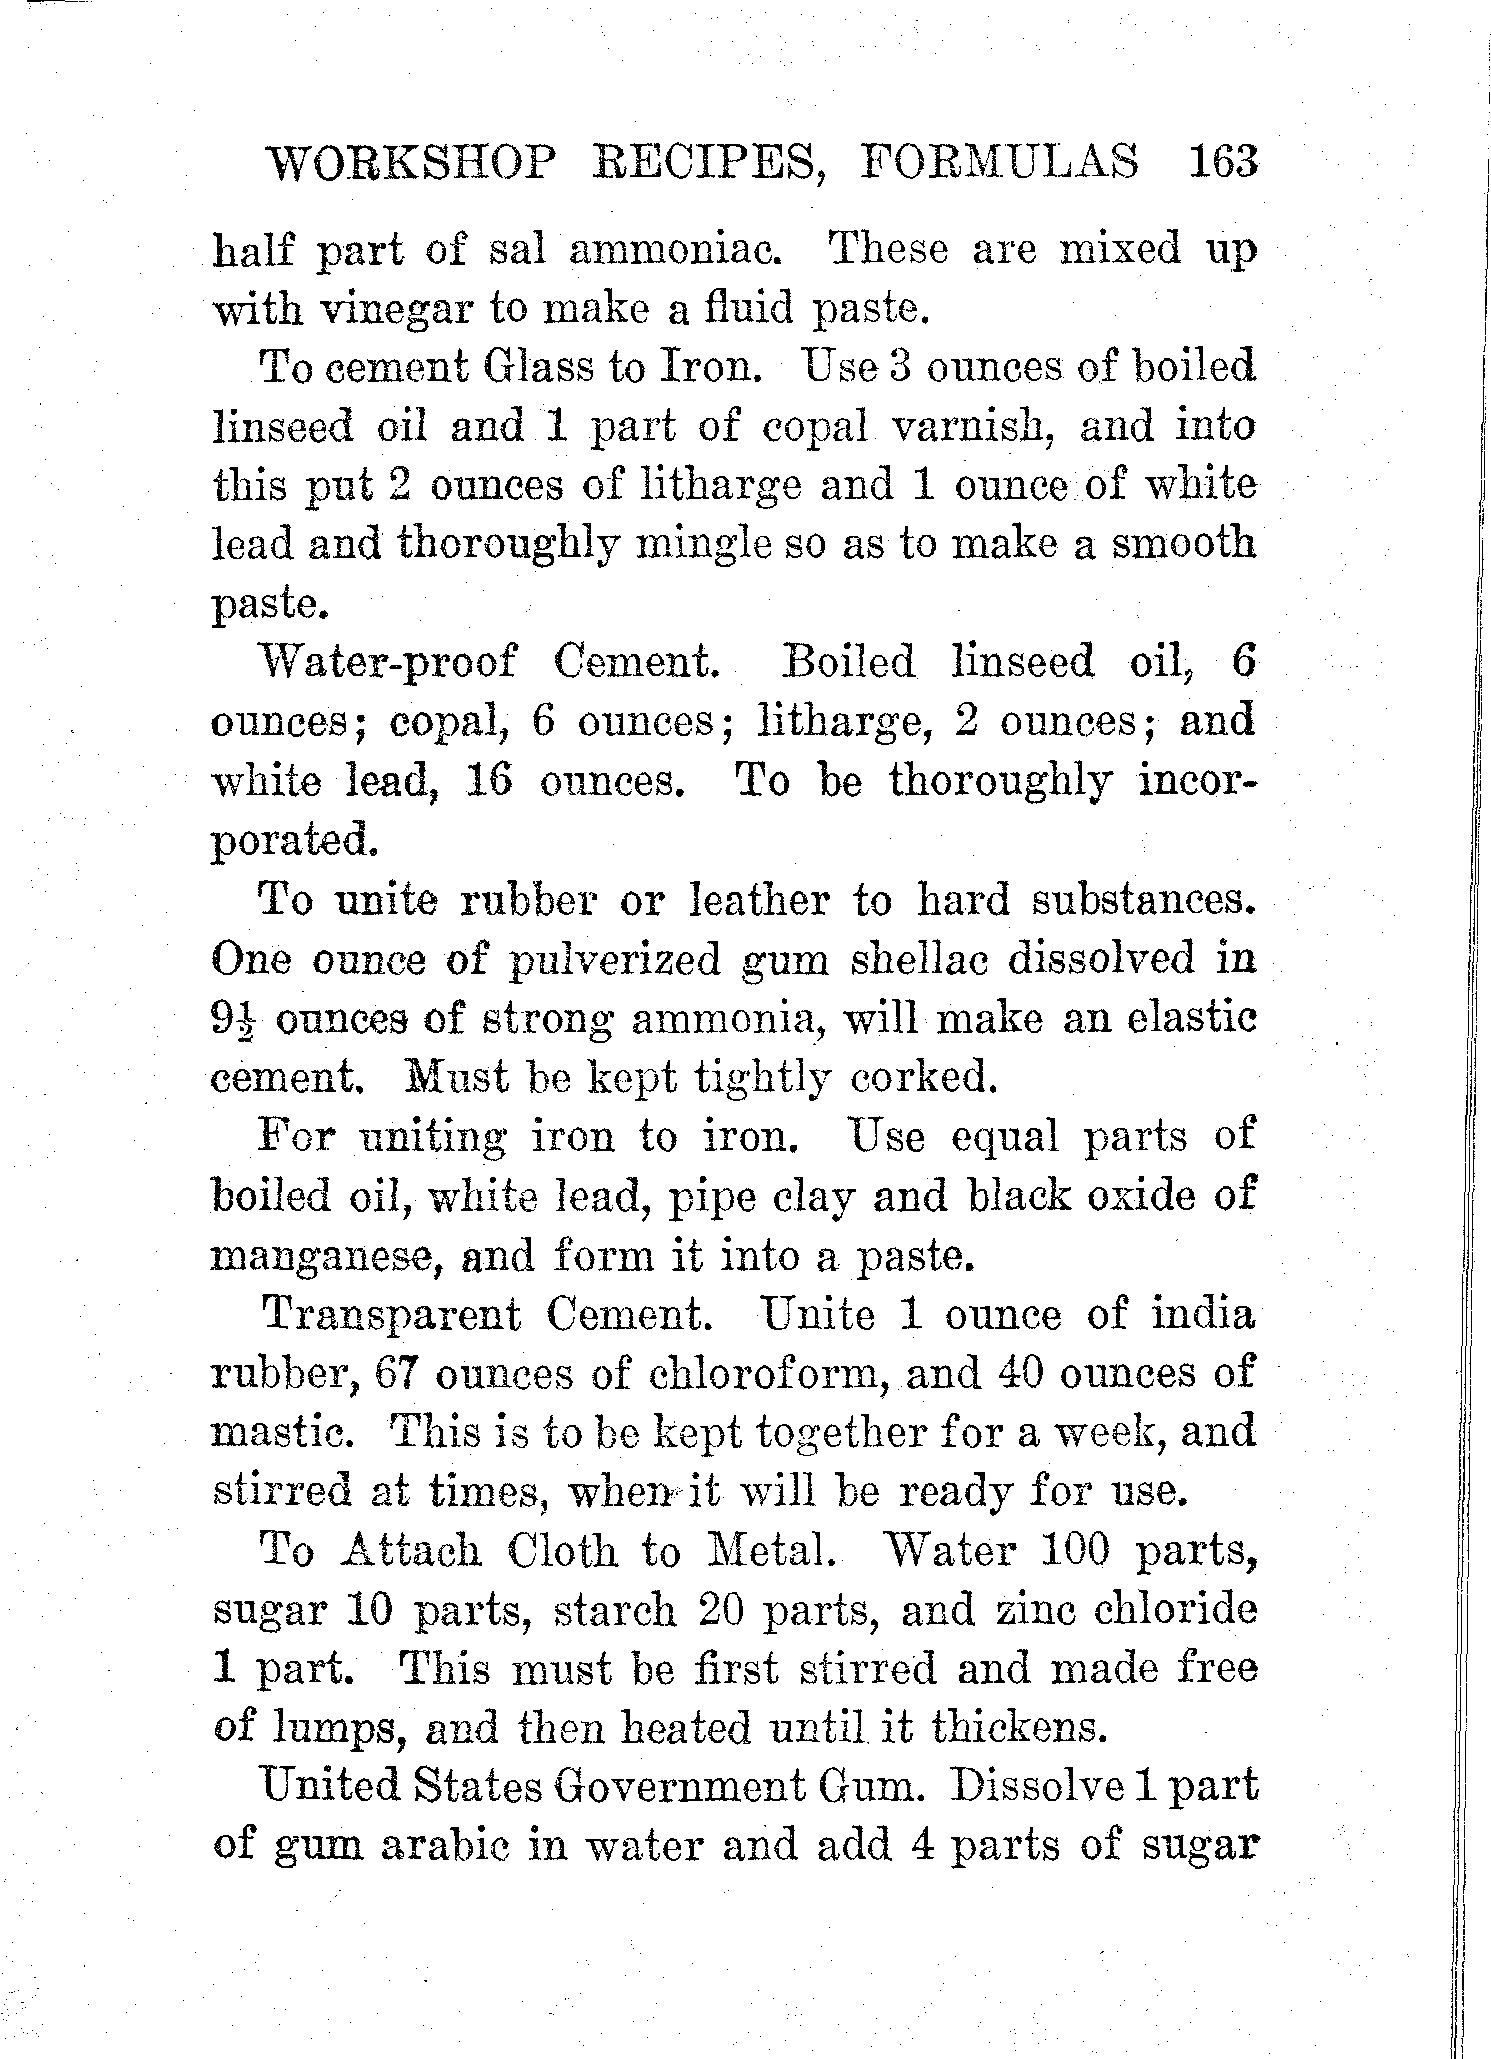 WORKSHOP RECIPES, FORMULAS 163
half part of sal ammoniac. These are mixed up
with vinegar to make a fluid paste.
To cement Glass to Iron. Use 3 ounces of boiled
linseed oil and 1 part of copal varnish, and into
this put 2 ounces of litharge and 1 ounce of white
lead and thoroughly mingle so as to make a smooth
paste.
Water-proof Cement. Boiled linseed oil, 6
ounces; copal, 6 ounces; litharge, 2 ounces; and
white lead, 16 ounces. To be thoroughly incor-
porated.
To unite rubber or leather to hard substances.
One ounce of pulverized gum shellac dissolved in
9½ ounces of strong ammonia, will make an elastic
cement. Must be kept tightly corked.
For uniting iron to iron. Use equal parts of
boiled oil, white lead, pipe clay and black oxide of
manganese, and form it into a paste.
Transparent Cement. Unite 1 ounce of india
rubber, 67 ounces of chloroform, and 40 ounces of
mastic. This is to be kept together for a week, and
stirred at times, when it will be ready for use.
To Attach Cloth to Metal. Water 100 parts,
sugar 10 parts, starch 20 parts, and zinc chloride
1 part. This must be first stirred and made free
of lumps, and then heated until it thickens.
United States Government Gum. Dissolve 1 part
of gum arabic in water and add 4 parts of sugar